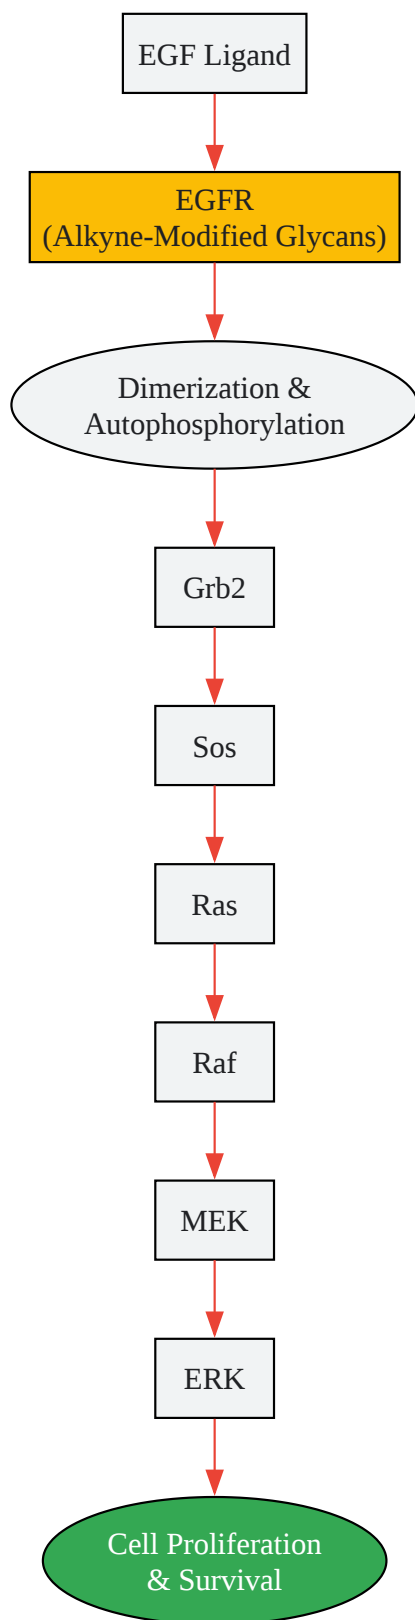 EGF Ligand
EGFR
(Alkyne-Modified Glycans)
Dimerization &
Autophosphorylation
Grb2
Sos
Ras
Raf
MEK
ERK
Cell Proliferation
& Survival